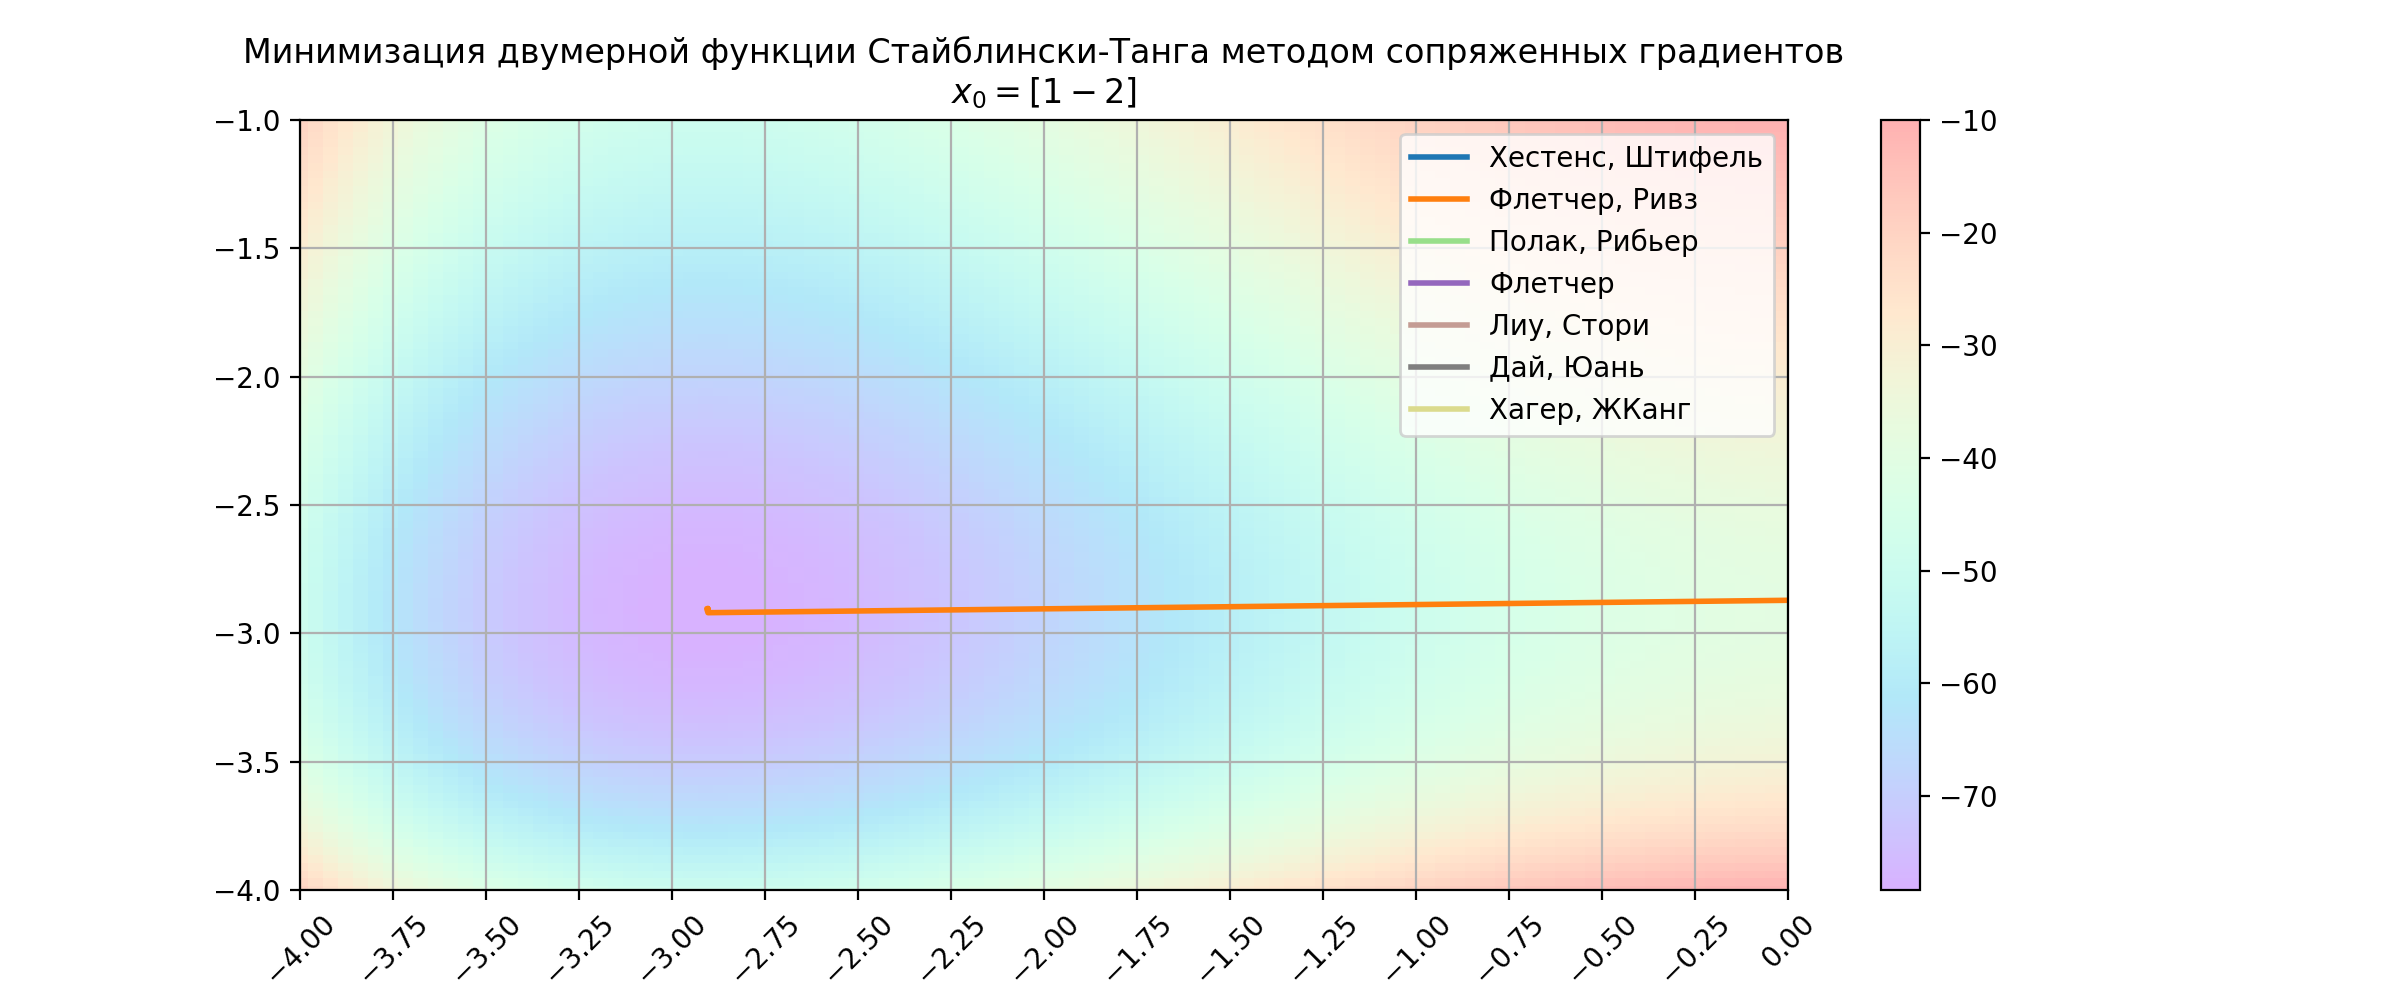 Минимизация двумерной функции Стайблински-Танга методом сопряженных градиентов
x₀ = [1 − 2]
−1.0
−1.5
−2.0
−2.5
−3.0
−3.5
−4.0
Хестенс, Штифель
Флетчер, Ривз
Полак, Рибьер
Флетчер
Лиу, Стори
Дай, Юань
Хагер, ЖКанг
−10
−20
−30
−40
−50
−60
−70
−4.00 −3.75 −3.50 −3.25 −3.00 −2.75 −2.50 −2.25 −2.00 −1.75 −1.50 −1.25 −1.00 −0.75 −0.50 −0.25 0.00